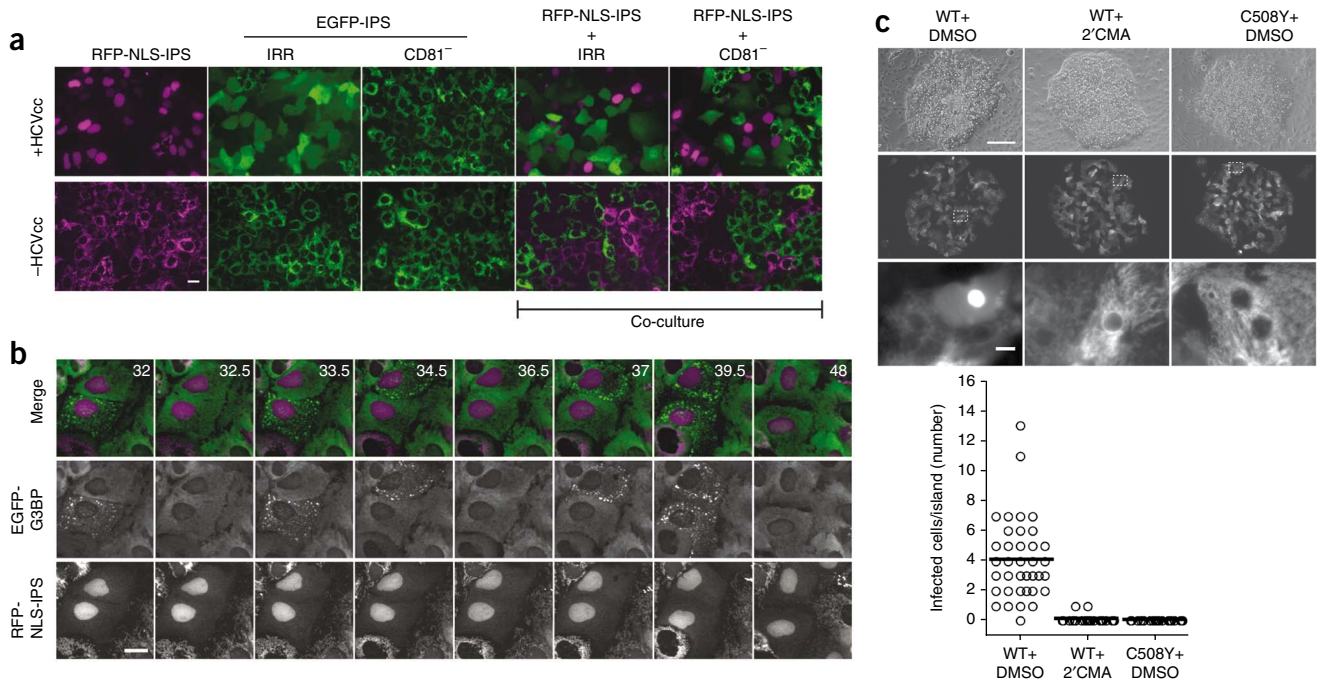 a
EGFP-IPS
RFP-NLS-IPS
IRR
CD81⁻
RFP-NLS-IPS
+
IRR
RFP-NLS-IPS
+
CD81⁻
+HCVcc
–HCVcc
Co-culture
b
32
32.5
33.5
34.5
36.5
37
39.5
48
Merge
EGFP-
G3BP
RFP-
NLS-IPS
c
WT+
DMSO
WT+
2′CMA
C508Y+
DMSO
Infected cells/island (number)
16
14
12
10
8
6
4
2
0
WT+
DMSO
WT+
2′CMA
C508Y+
DMSO